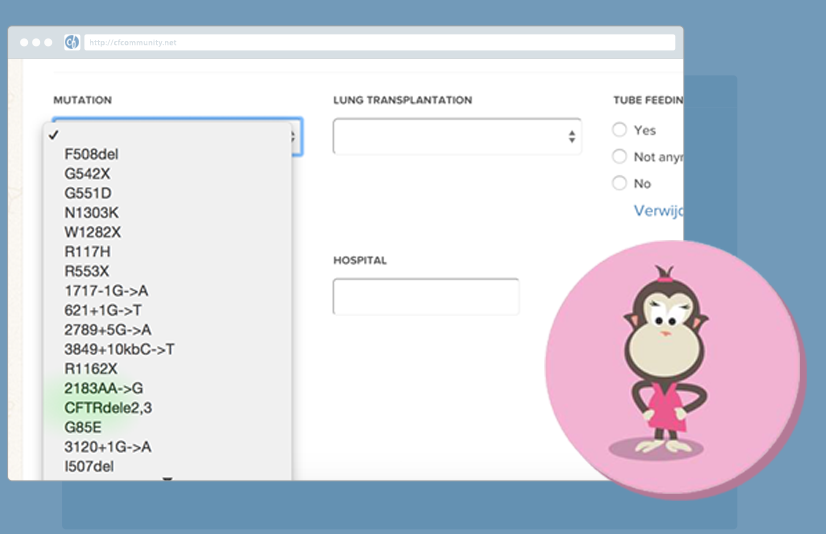 cf
http://cfcommunity.net
MUTATION
LUNG TRANSPLANTATION
TUBE FEEDIN
Yes
Not anyn
No
Verwijd
✓
F508del
G542X
G551D
N1303K
W1282X
R117H
R553X
1717-1G->A
621+1G->T
2789+5G->A
3849+10kbC->T
R1162X
2183AA->G
CFTRdele2,3
G85E
3120+1G->A
I507del
HOSPITAL